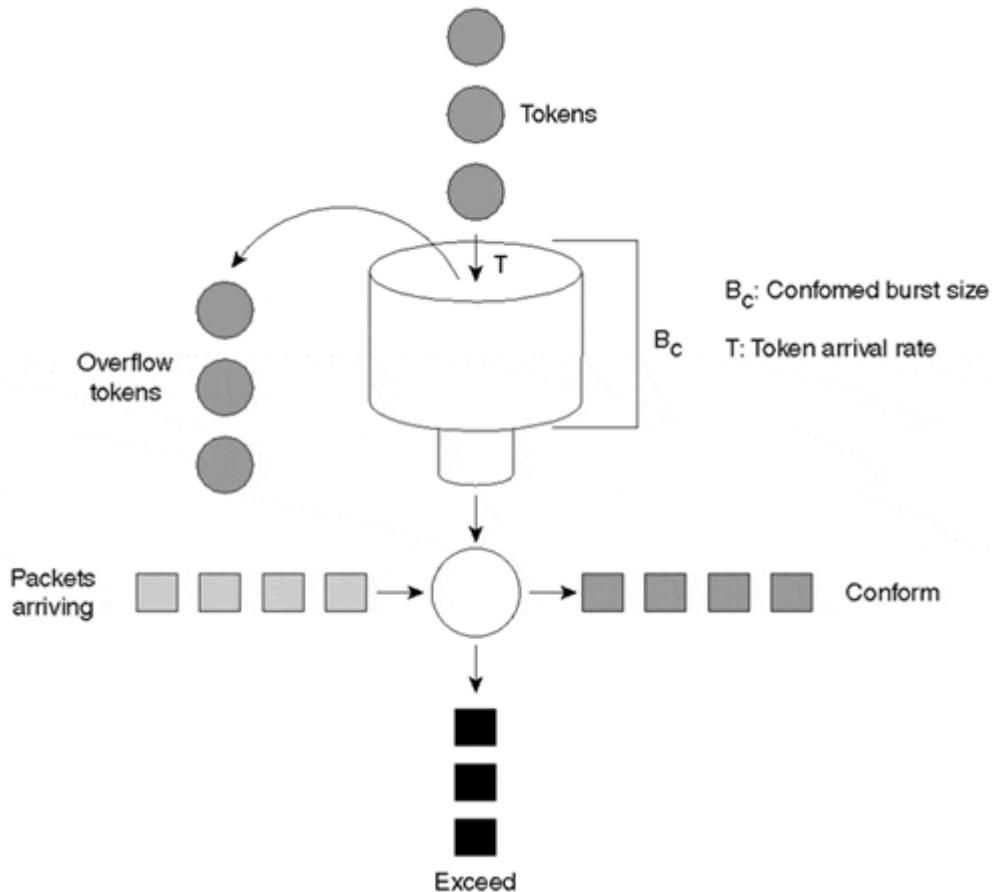 Tokens
T
B_C: Confomed burst size
B_C
T: Token arrival rate
Overflow
tokens
Packets
arriving
Conform
Exceed